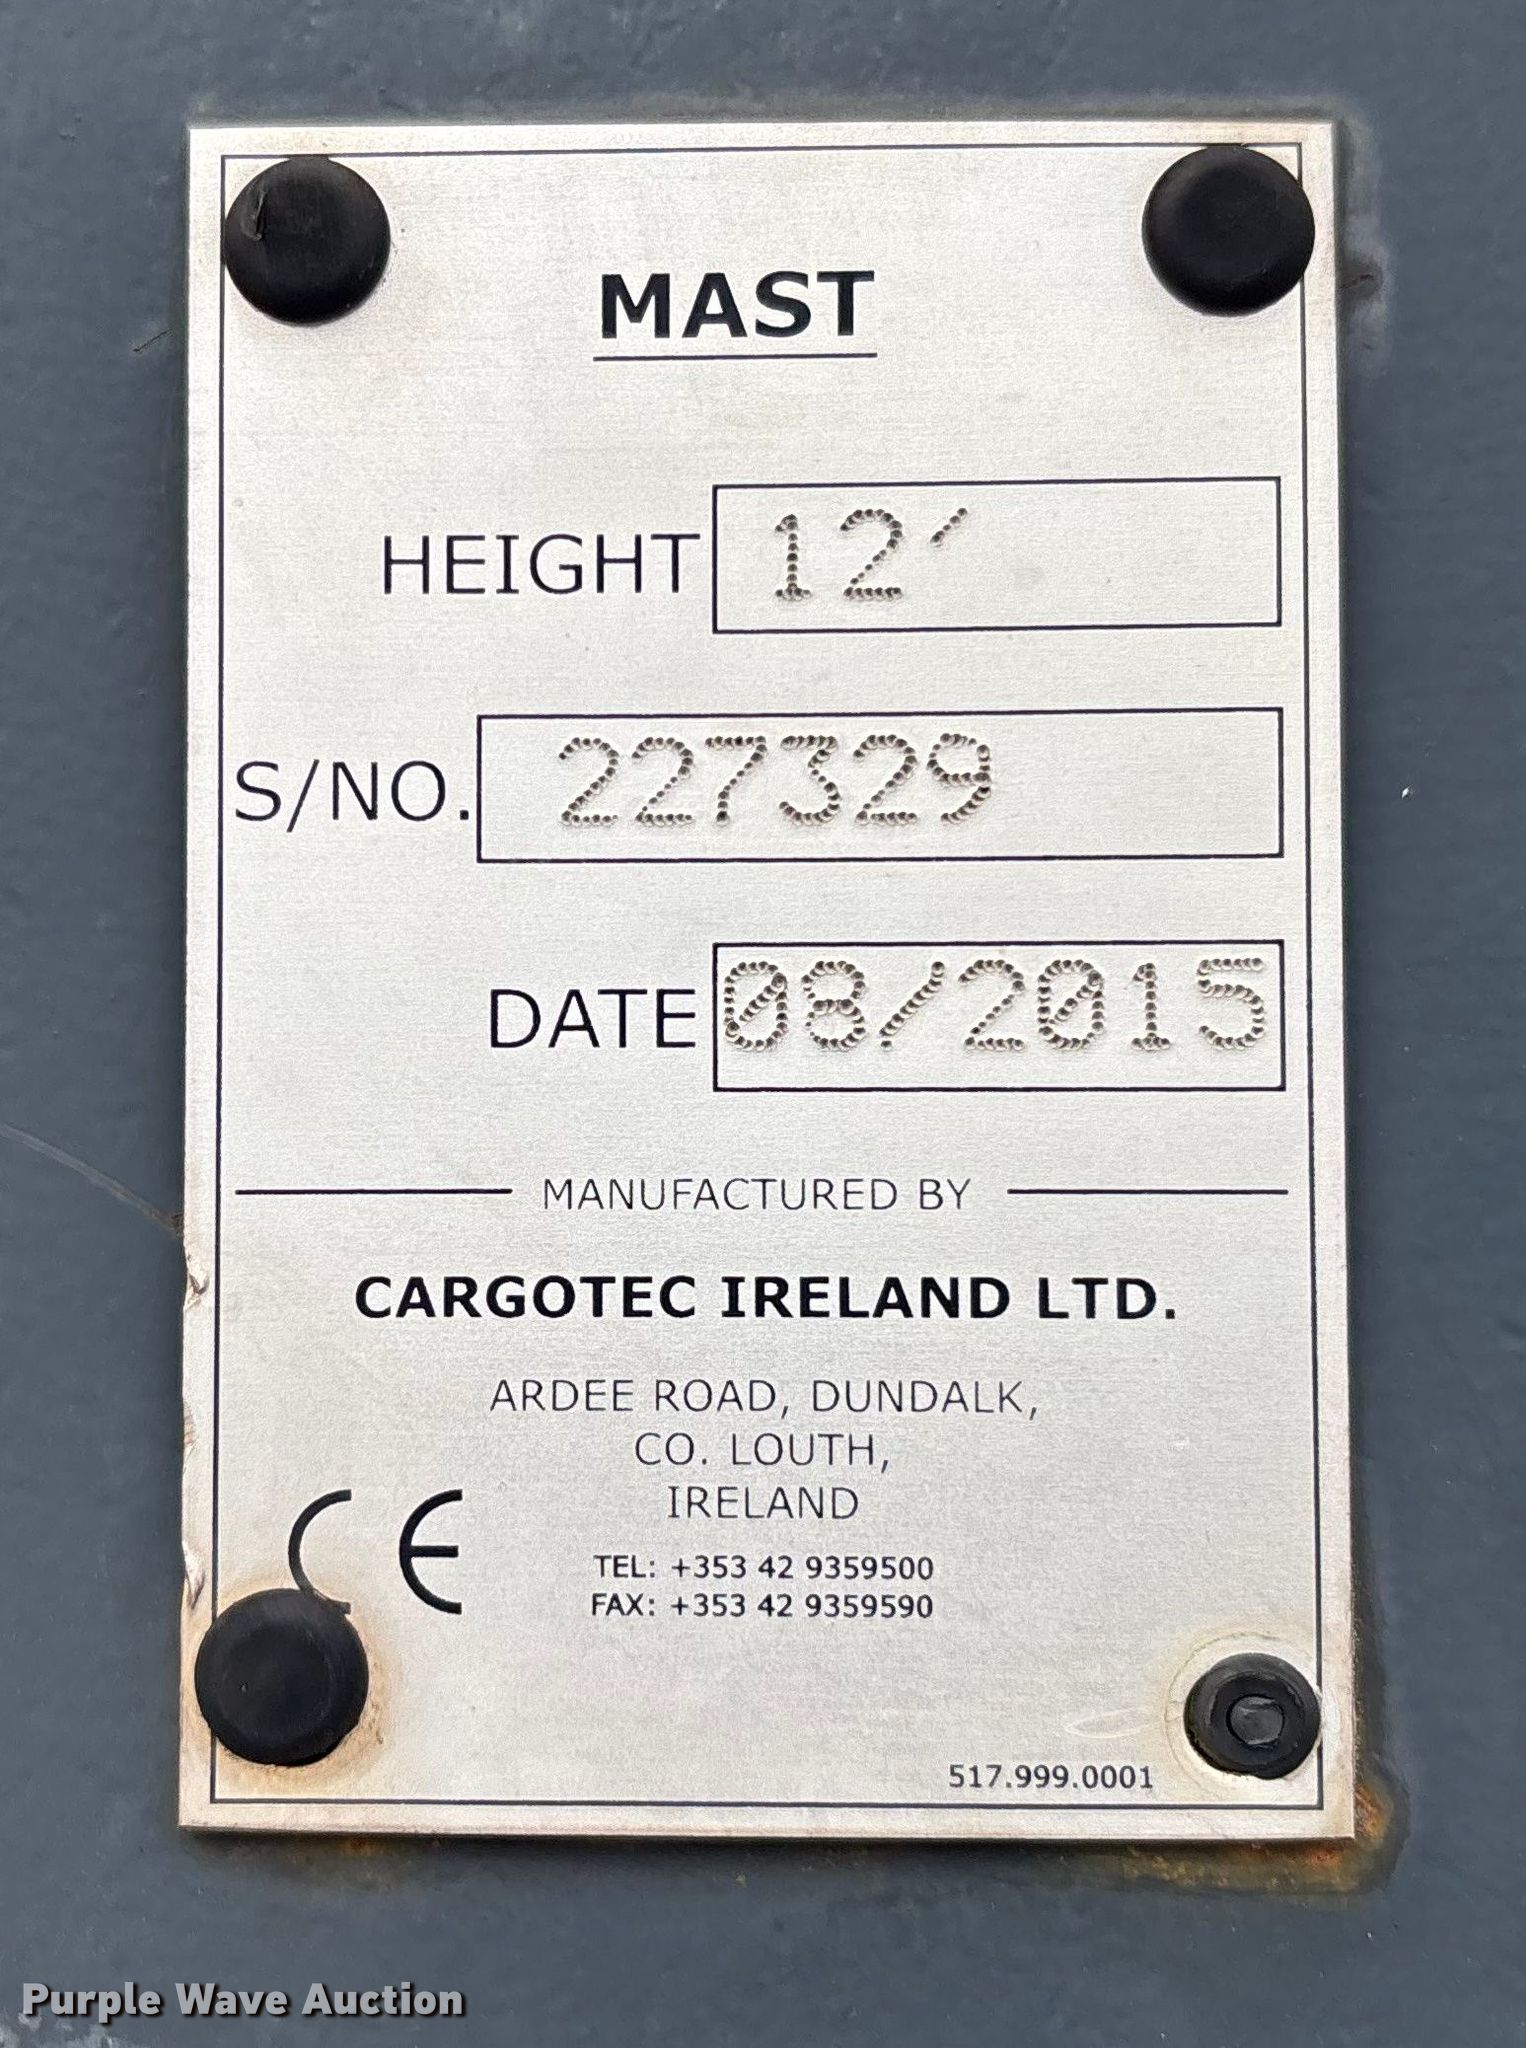 MAST
HEIGHT 12'
S/NO. 227329
DATE 08/2015
MANUFACTURED BY
CARGOTEC IRELAND LTD.
ARDEE ROAD, DUNDALK,
CO. LOUTH,
IRELAND
CE
TEL: +353 42 9359500
FAX: +353 42 9359590
517.999.0001
Purple Wave Auction